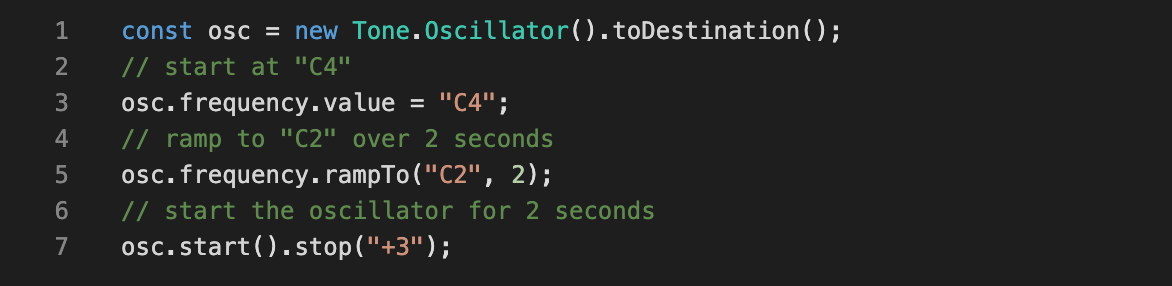 1 const osc = new Tone.Oscillator().toDestination();
2 // start at "C4"
3 osc.frequency.value = "C4";
4 // ramp to "C2" over 2 seconds
5 osc.frequency.rampTo("C2", 2);
6 // start the oscillator for 2 seconds
7 osc.start().stop("+3");